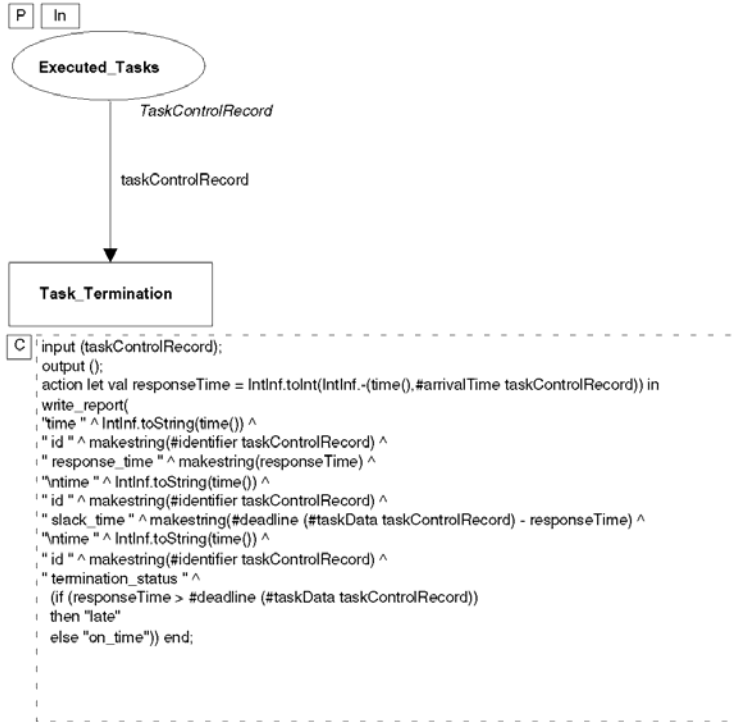 P In
Executed_Tasks
TaskControlRecord
taskControlRecord
Task_Termination
C
input (taskControlRecord);
output ();
action let val responseTime = IntInf.toInt(IntInf.-(time(),#arrivalTime taskControlRecord)) in
write_report(
"time " ^ IntInf.toString(time()) ^
" id " ^ makestring(#identifier taskControlRecord) ^
" response_time " ^ makestring(responseTime) ^
"\ntime " ^ IntInf.toString(time()) ^
" id " ^ makestring(#identifier taskControlRecord) ^
" slack_time " ^ makestring(#deadline (#taskData taskControlRecord) - responseTime) ^
"\ntime " ^ IntInf.toString(time()) ^
" id " ^ makestring(#identifier taskControlRecord) ^
" termination_status " ^
(if (responseTime > #deadline (#taskData taskControlRecord))
then "late"
else "on_time")) end;